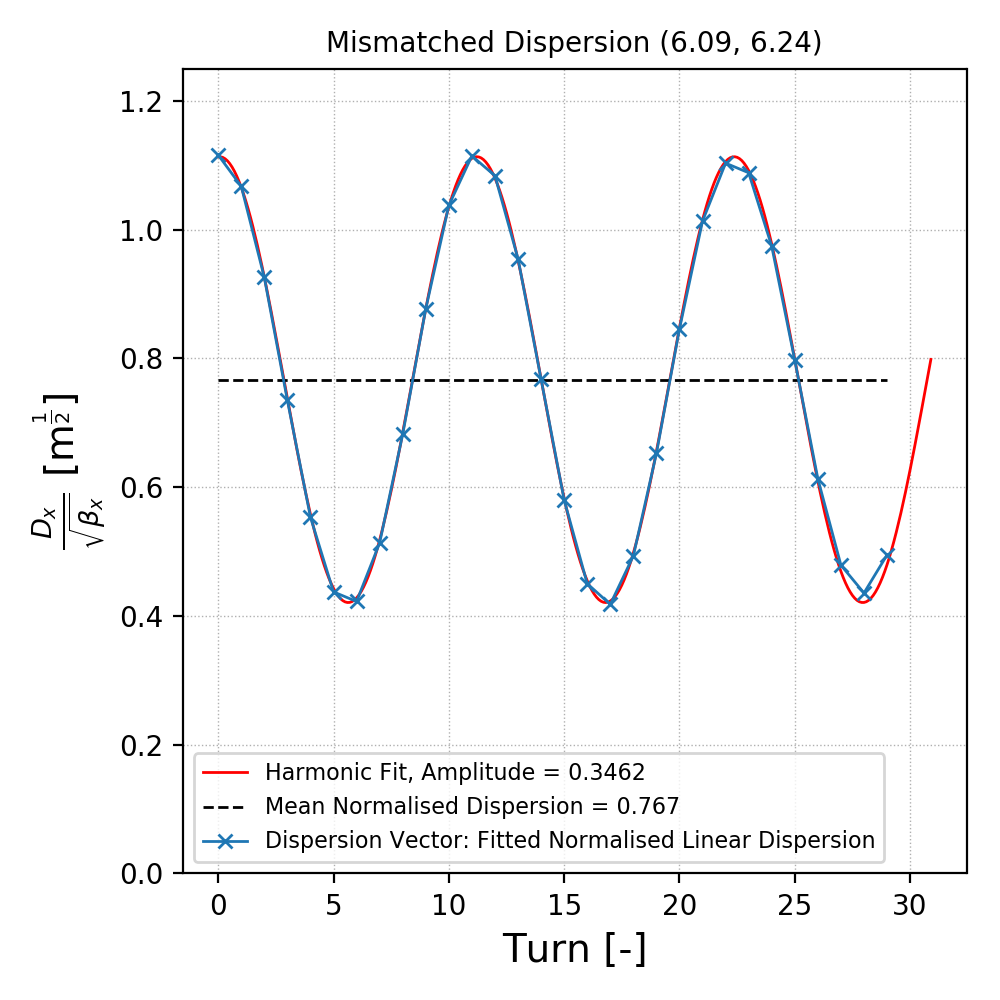 Mismatched Dispersion (6.09, 6.24)
1.2
1.0
0.8
0.6
0.4
0.2
0.0
D_x/√β_x [m^{1/2}]
Harmonic Fit, Amplitude = 0.3462
Mean Normalised Dispersion = 0.767
Dispersion Vector: Fitted Normalised Linear Dispersion
0 5 10 15 20 25 30
Turn [-]